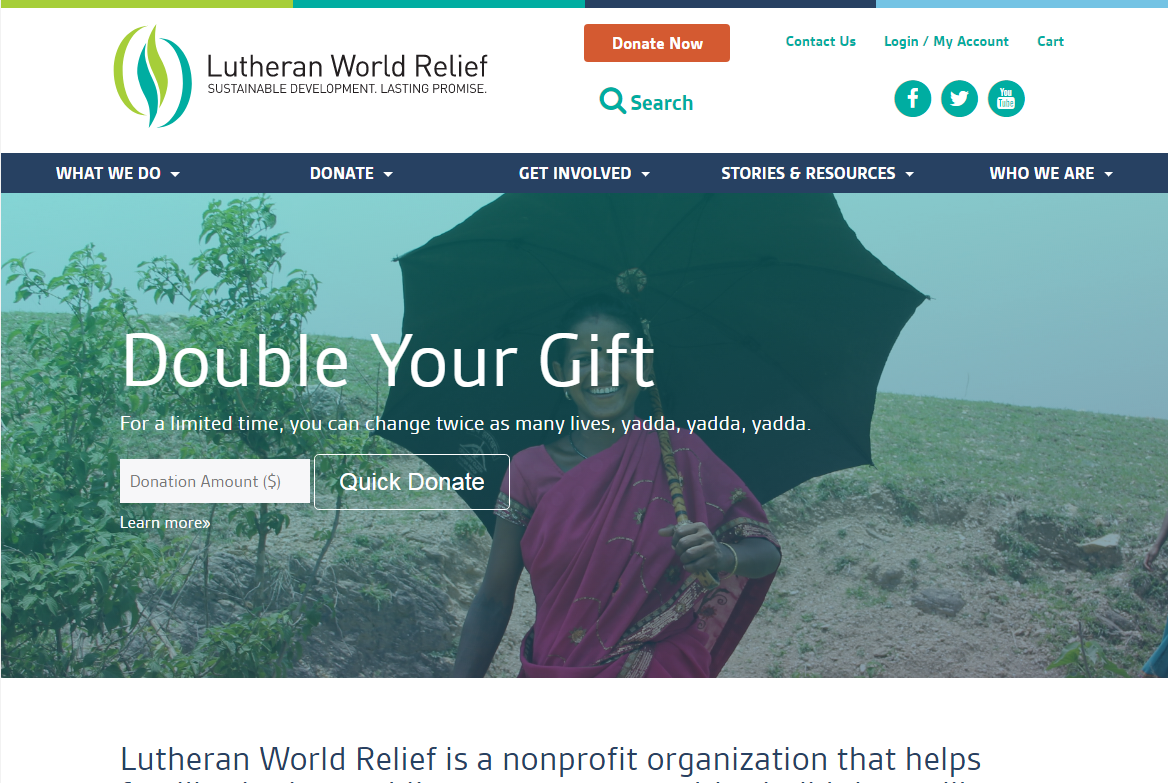 Lutheran World Relief
SUSTAINABLE DEVELOPMENT. LASTING PROMISE.
Donate Now
Contact Us
Login / My Account
Cart
Search
You
Tube
WHAT WE DO
DONATE
GET INVOLVED
STORIES & RESOURCES
WHO WE ARE
Double Your Gift
For a limited time, you can change twice as many lives, yadda, yadda, yadda.
Donation Amount ($)
Quick Donate
Learn more»
Lutheran World Relief is a nonprofit organization that helps